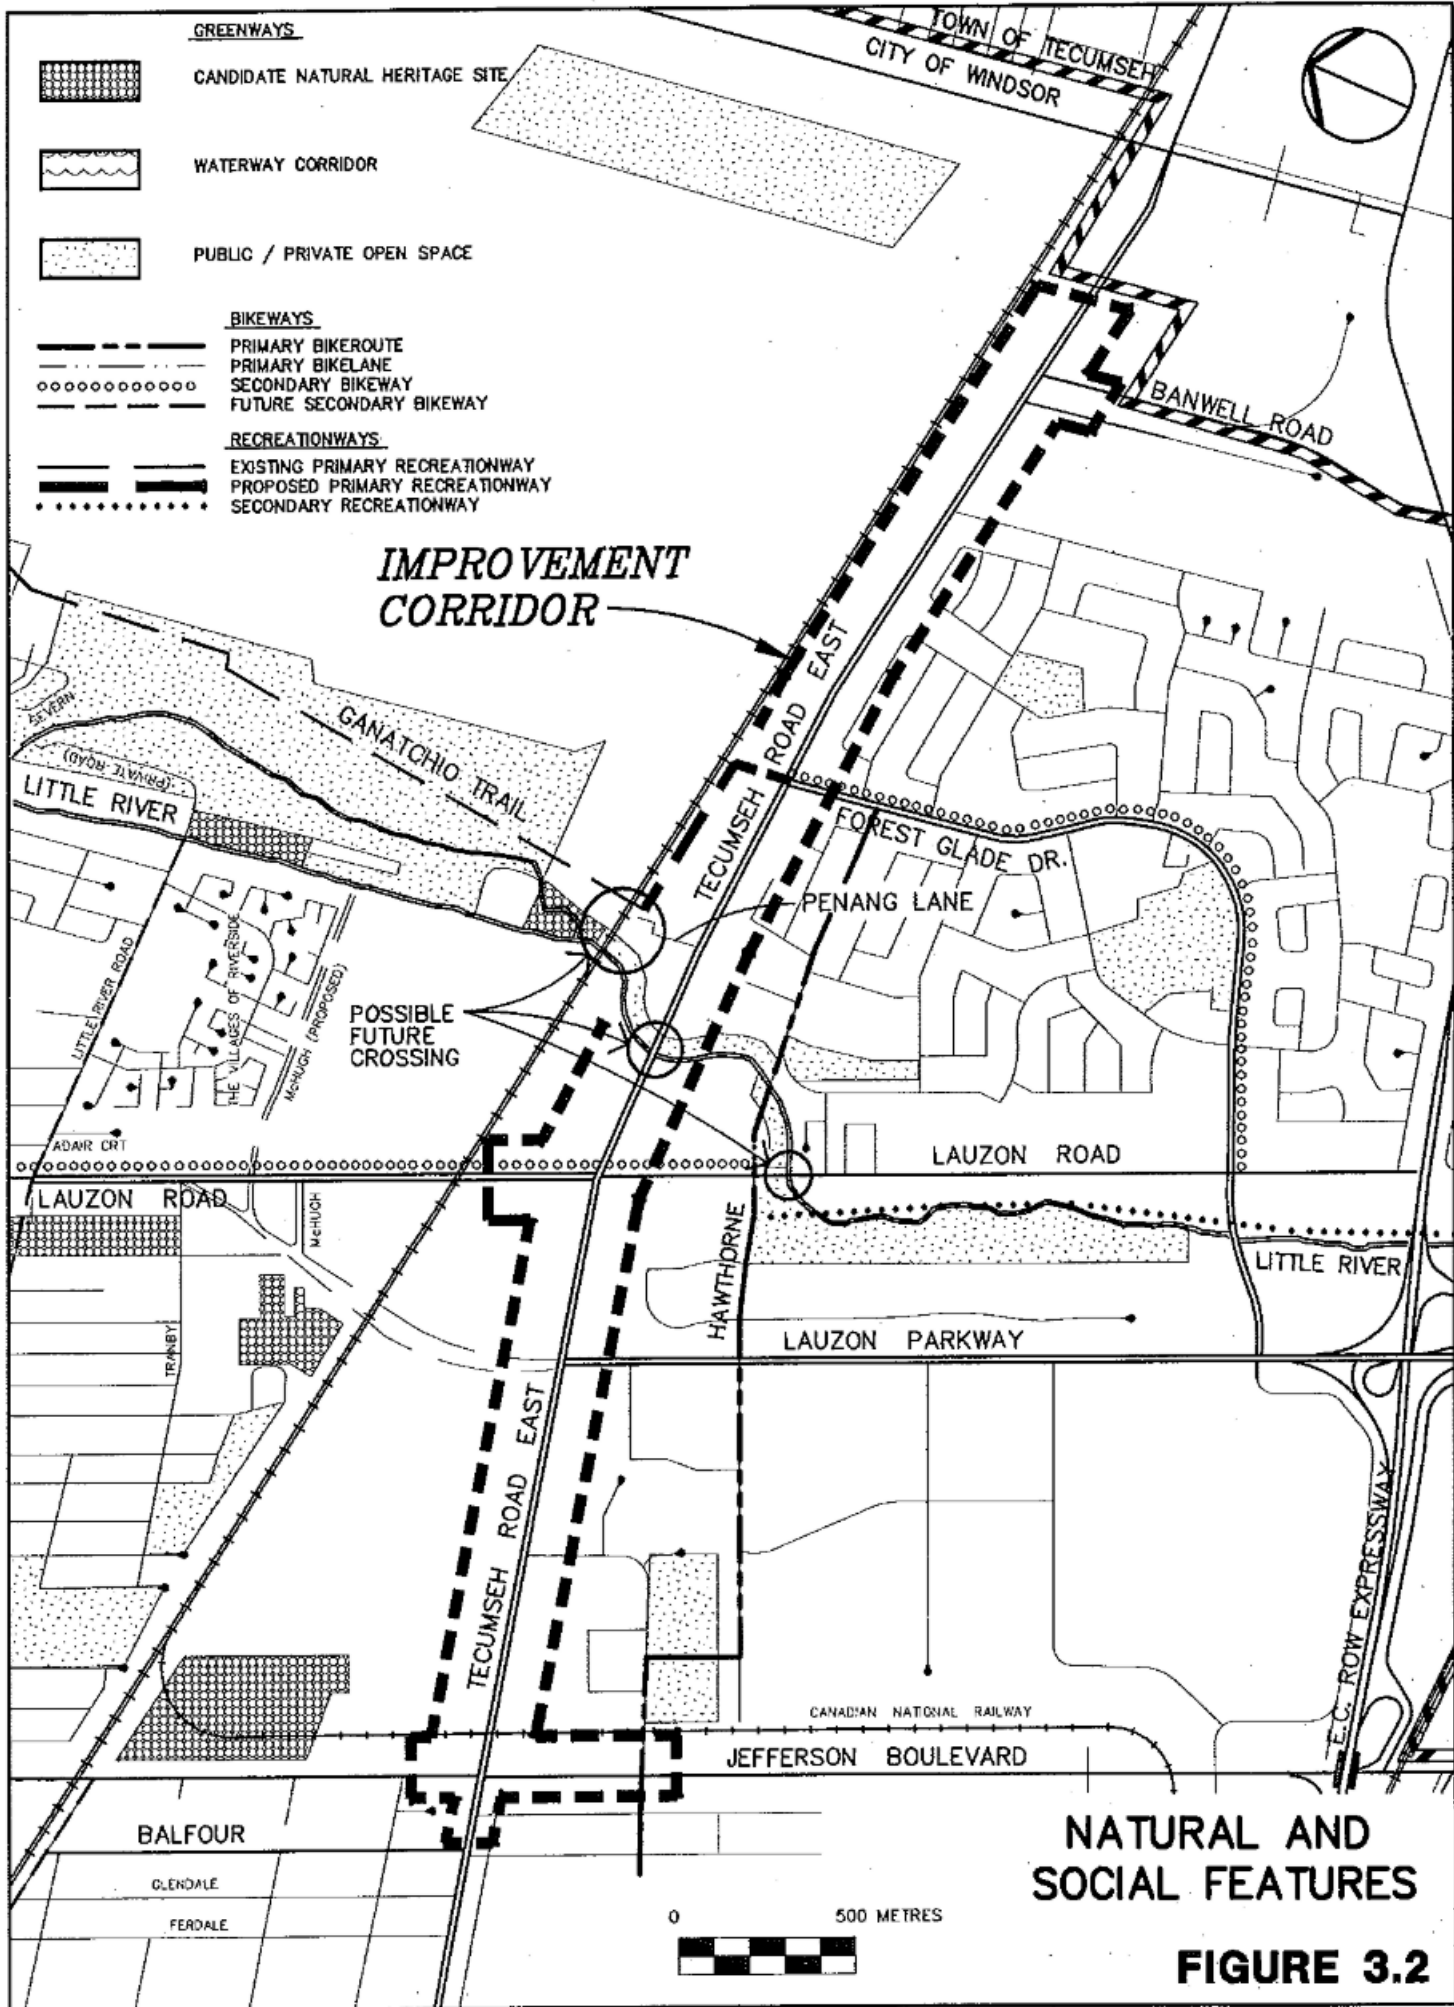 GREENWAYS
CANDIDATE NATURAL HERITAGE SITE
WATERWAY CORRIDOR
PUBLIC / PRIVATE OPEN SPACE
BIKEWAYS
PRIMARY BIKEROUTE
PRIMARY BIKELANE
SECONDARY BIKEWAY
FUTURE SECONDARY BIKEWAY
RECREATIONWAYS
EXISTING PRIMARY RECREATIONWAY
PROPOSED PRIMARY RECREATIONWAY
SECONDARY RECREATIONWAY
TOWN OF TECUMSEH
CITY OF WINDSOR
BANWELL ROAD
IMPROVEMENT
CORRIDOR
TECUMSEH ROAD EAST
SEVERN
(PRIVATE ROAD)
GANATCHIO TRAIL
LITTLE RIVER
FOREST GLADE DR.
PENANG LANE
LITTLE RIVER ROAD
THE VILLAGES OF RIVERSIDE
McHUGH (PROPOSED)
POSSIBLE
FUTURE
CROSSING
ADAIR CRT
LAUZON ROAD
LAUZON ROAD
McHUGH
HAWTHORNE
LITTLE RIVER
TRANBY
LAUZON PARKWAY
TECUMSEH ROAD EAST
E.C. ROW EXPRESSWAY
CANADIAN NATIONAL RAILWAY
JEFFERSON BOULEVARD
BALFOUR
GLENDALE
FERDALE
NATURAL AND
SOCIAL FEATURES
0 500 METRES
FIGURE 3.2